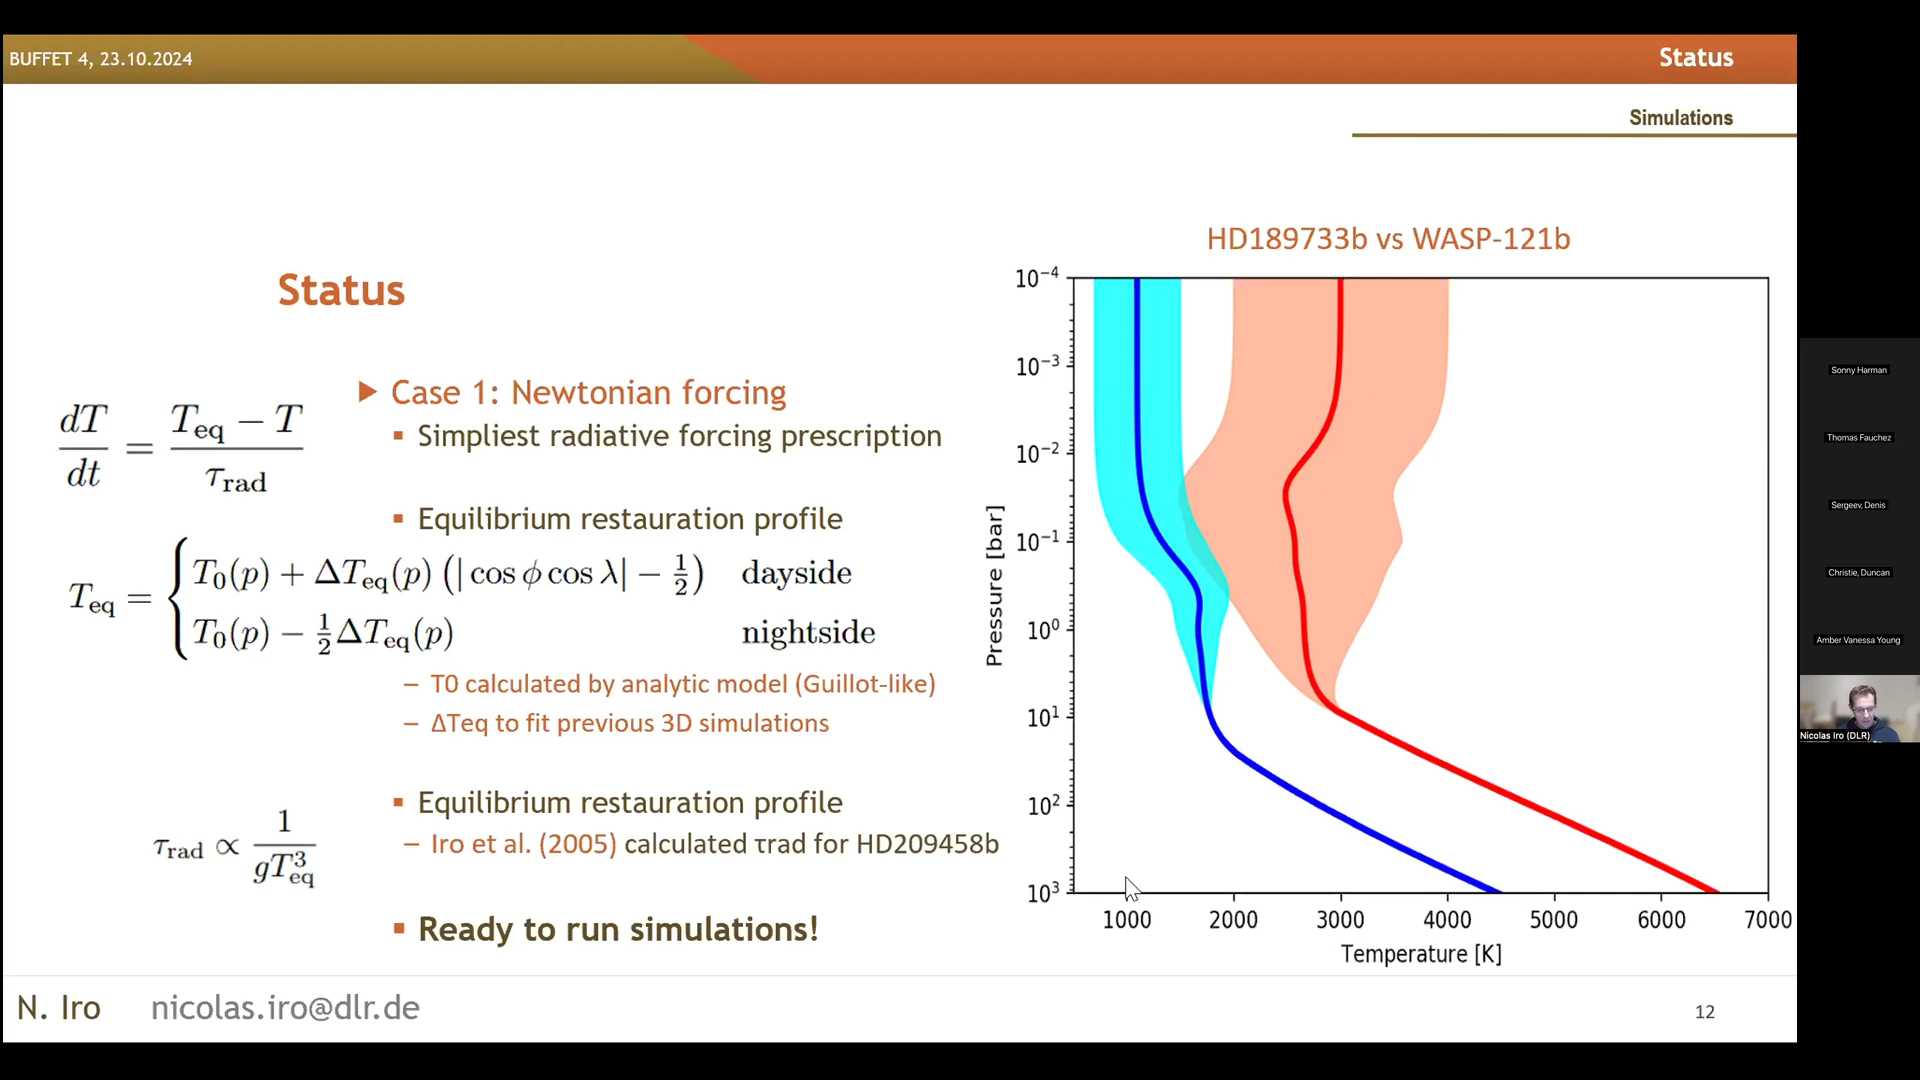 BUFFET 4, 23.10.2024
Status
Simulations
Status
Case 1: Newtonian forcing
Simpliest radiative forcing prescription
dT/dt = (T_eq − T)/τ_rad
Equilibrium restauration profile
T_eq = { T_0(p) + ΔT_eq(p) (|cos ϕ cos λ| − 1/2) dayside
T_0(p) − 1/2 ΔT_eq(p) nightside
– T0 calculated by analytic model (Guillot-like)
– ΔTeq to fit previous 3D simulations
Equilibrium restauration profile
– Iro et al. (2005) calculated τrad for HD209458b
τ_rad ∝ 1/(gT_eq^3)
Ready to run simulations!
HD189733b vs WASP-121b
10^−4
10^−3
10^−2
10^−1
10^0
10^1
10^2
10^3
Pressure [bar]
1000 2000 3000 4000 5000 6000 7000
Temperature [K]
N. Iro nicolas.iro@dlr.de
12
Sonny Harman
Thomas Fauchez
Sergeev, Denis
Christie, Duncan
Amber Vanessa Young
Nicolas Iro (DLR)